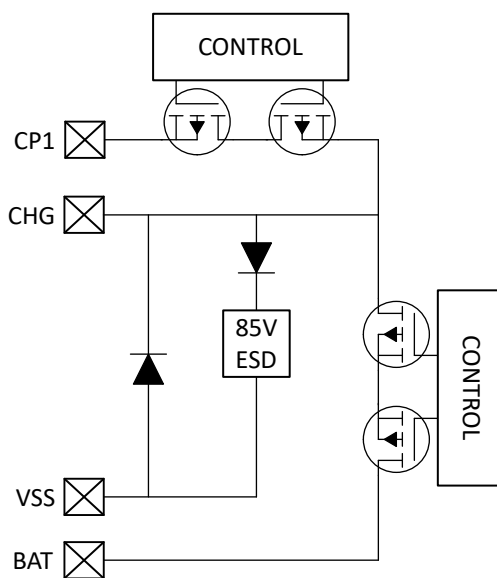 CONTROL
CP1
CHG
85V
ESD
CONTROL
VSS
BAT